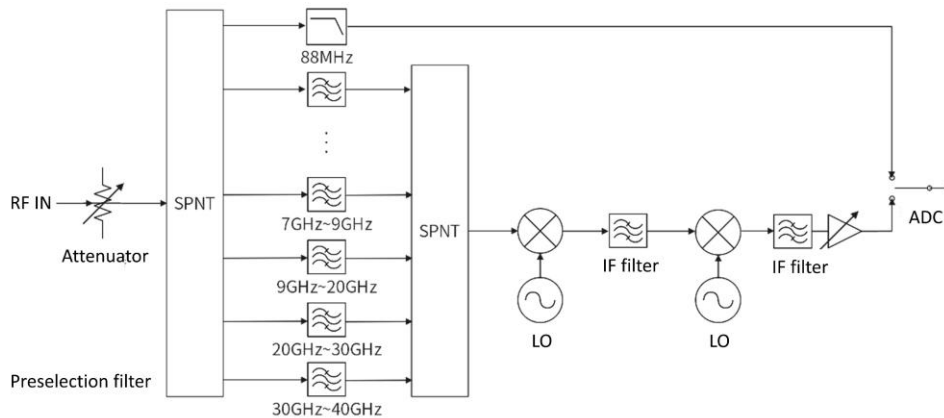 88MHz
RF IN
Attenuator
SPNT
7GHz~9GHz
SPNT
9GHz~20GHz
20GHz~30GHz
Preselection filter
30GHz~40GHz
LO
IF filter
LO
IF filter
ADC